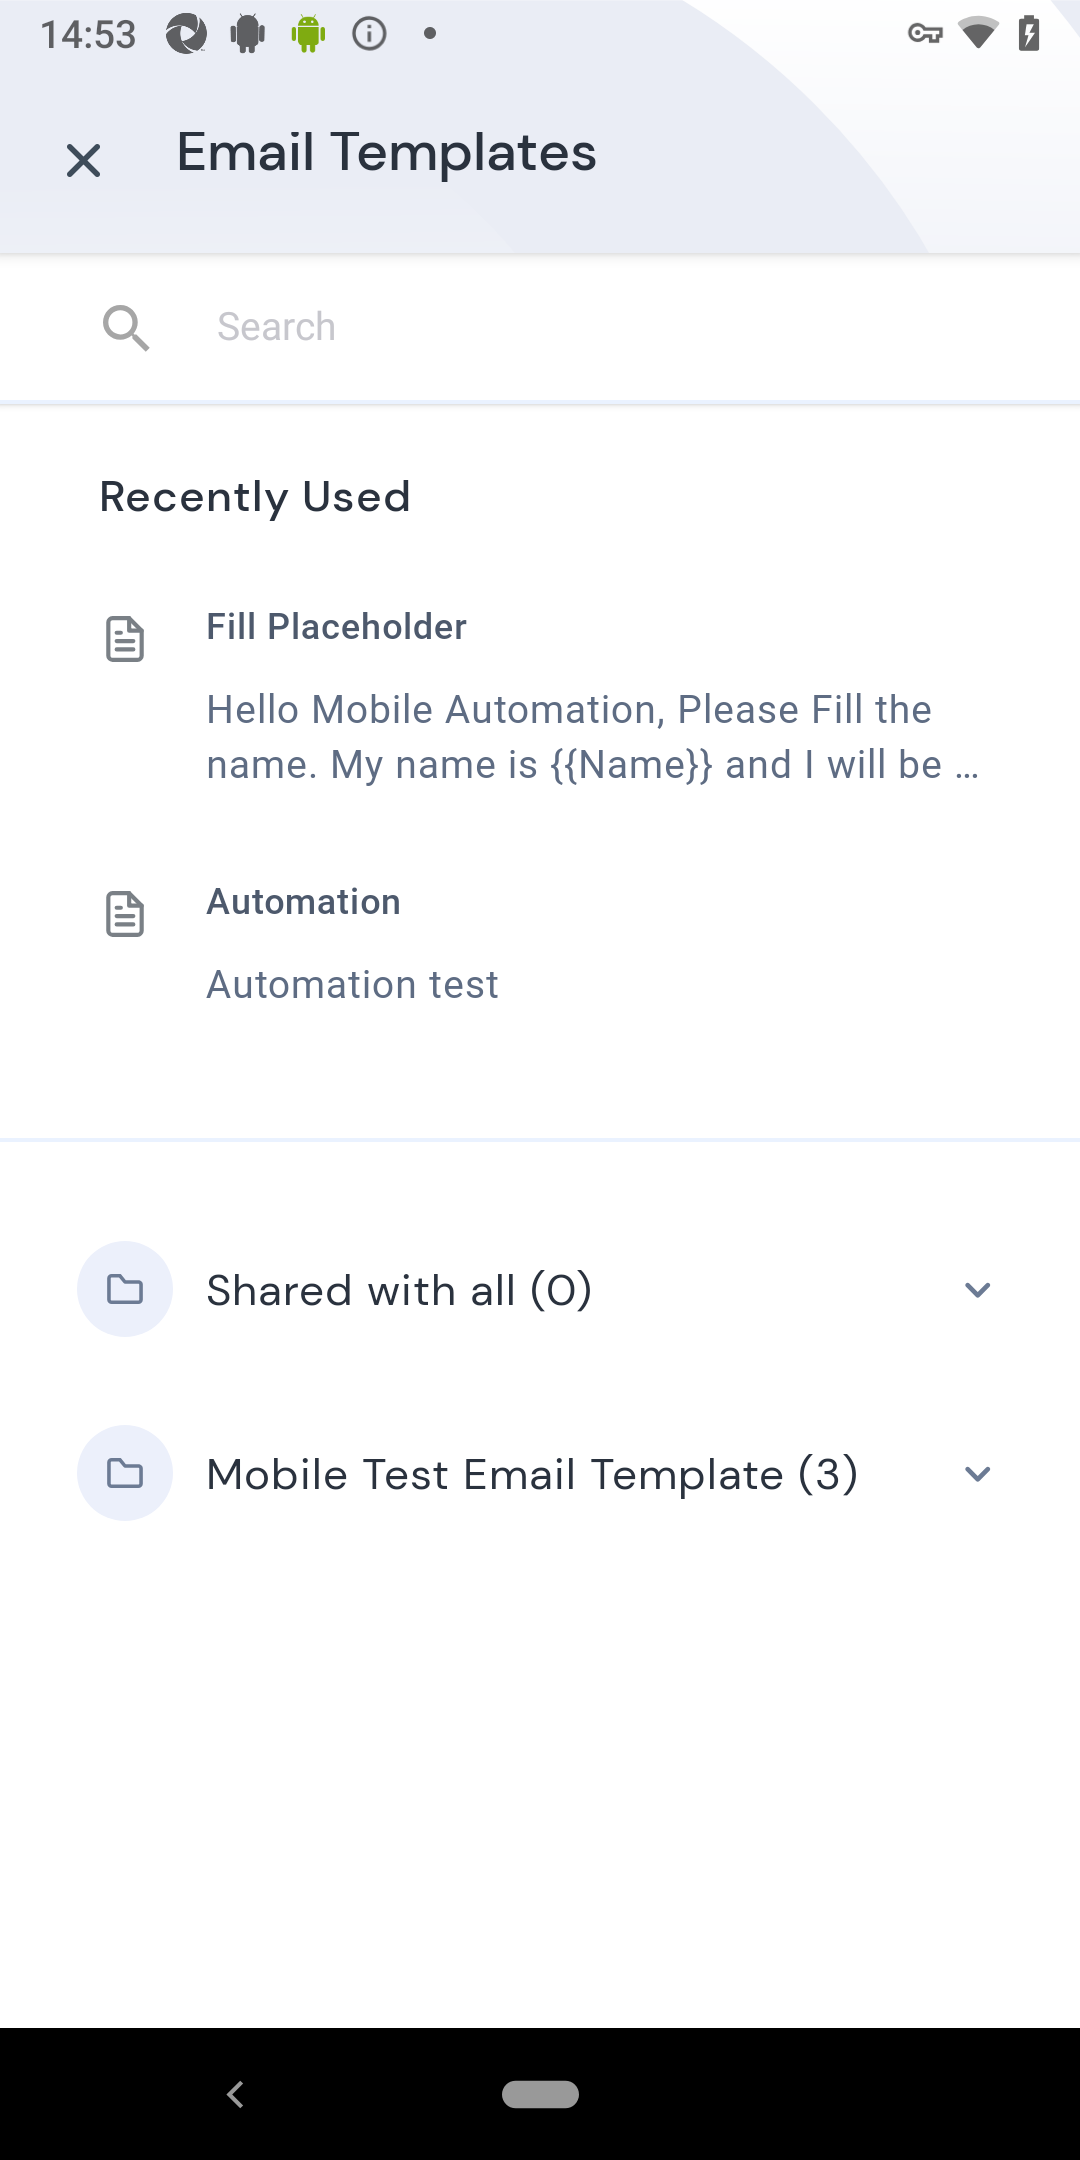 14:53
Email Templates
Search
Recently Used
Fill Placeholder
Hello Mobile Automation, Please Fill the
name. My name is {{Name}} and I will be …
Automation
Automation test
Shared with all (0)
Mobile Test Email Template (3)